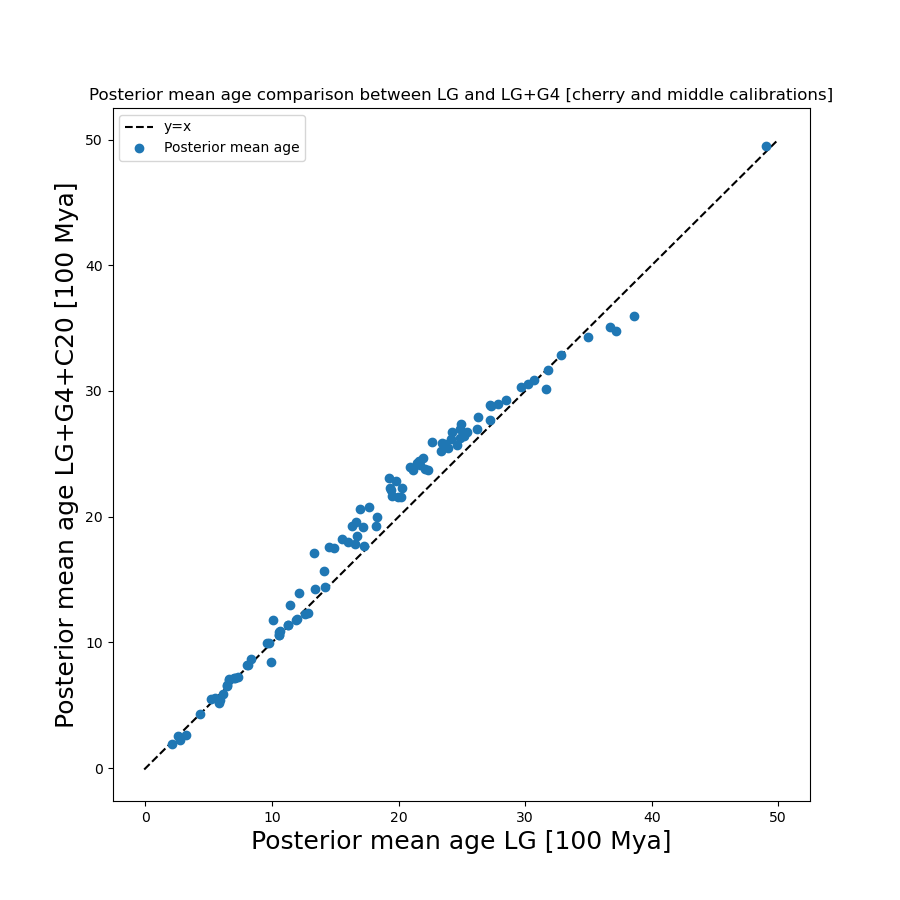 Posterior mean age comparison between LG and LG+G4 [cherry and middle calibrations]
y=x
Posterior mean age
Posterior mean age LG+G4+C20 [100 Mya]
50
40
30
20
10
0
0 10 20 30 40 50
Posterior mean age LG [100 Mya]